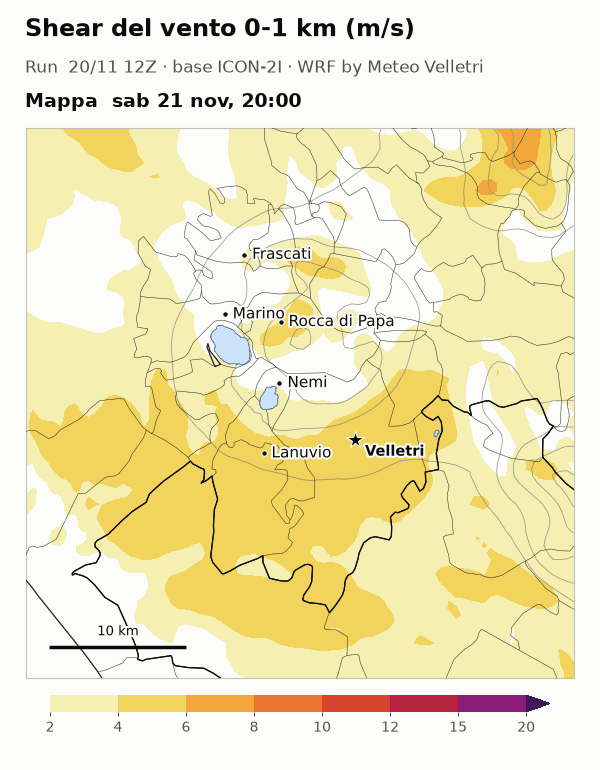 Shear del vento 0-1 km (m/s)
Run  20/11 12Z · base ICON-2I · WRF by Meteo Velletri
Mappa  sab 21 nov, 20:00
Frascati
Marino
Rocca di Papa
Nemi
Velletri
Lanuvio
10 km
2 4 6 8 10 12 15 20